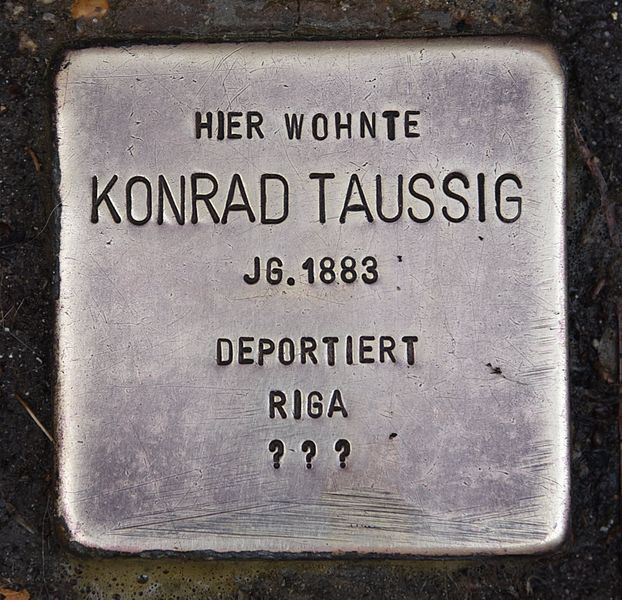 HIER WOHNTE
KONRAD TAUSSIG
JG.1883
DEPORTIERT
RIGA
???